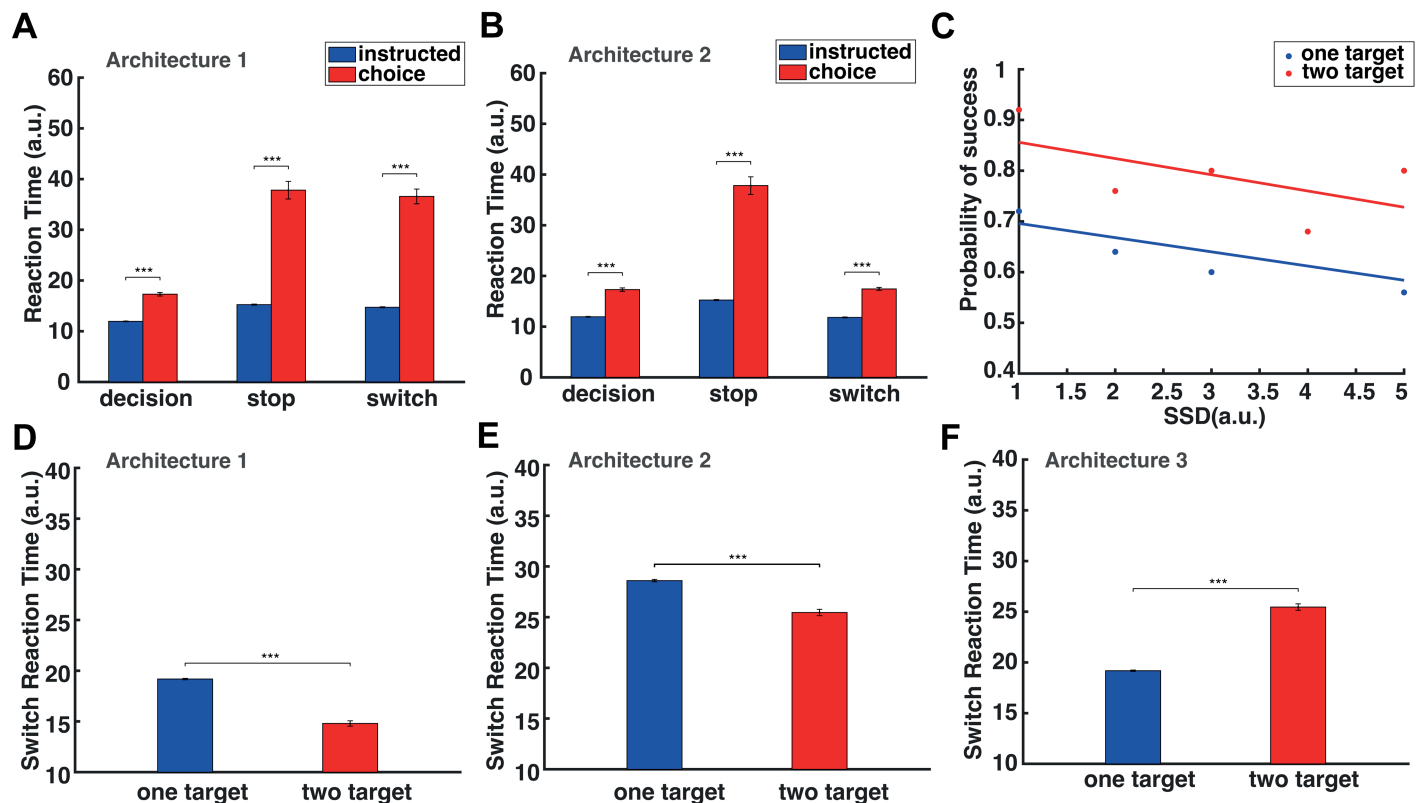 A
Architecture 1
instructed
choice
Reaction Time (a.u.)
60
50
40
30
20
10
0
***
***
***
decision
stop
switch
B
Architecture 2
instructed
choice
Reaction Time (a.u.)
60
50
40
30
20
10
0
***
***
***
decision
stop
switch
C
one target
two target
Probability of success
1
0.9
0.8
0.7
0.6
0.5
0.4
1 1.5 2 2.5 3 3.5 4 4.5 5
SSD(a.u.)
D
Architecture 1
Switch Reaction Time (a.u.)
40
35
30
25
20
15
10
***
one target
two target
E
Architecture 2
Switch Reaction Time (a.u.)
40
35
30
25
20
15
10
***
one target
two target
F
Architecture 3
Switch Reaction Time (a.u.)
40
35
30
25
20
15
10
***
one target
two target